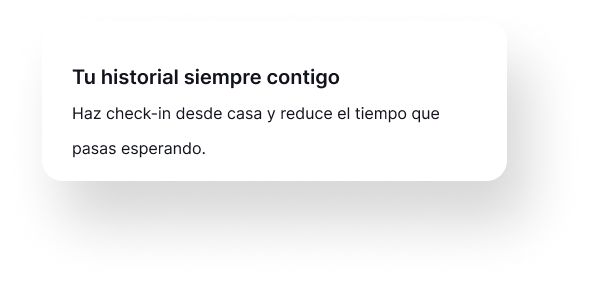 Tu historial siempre contigo
Haz check-in desde casa y reduce el tiempo que
pasas esperando.